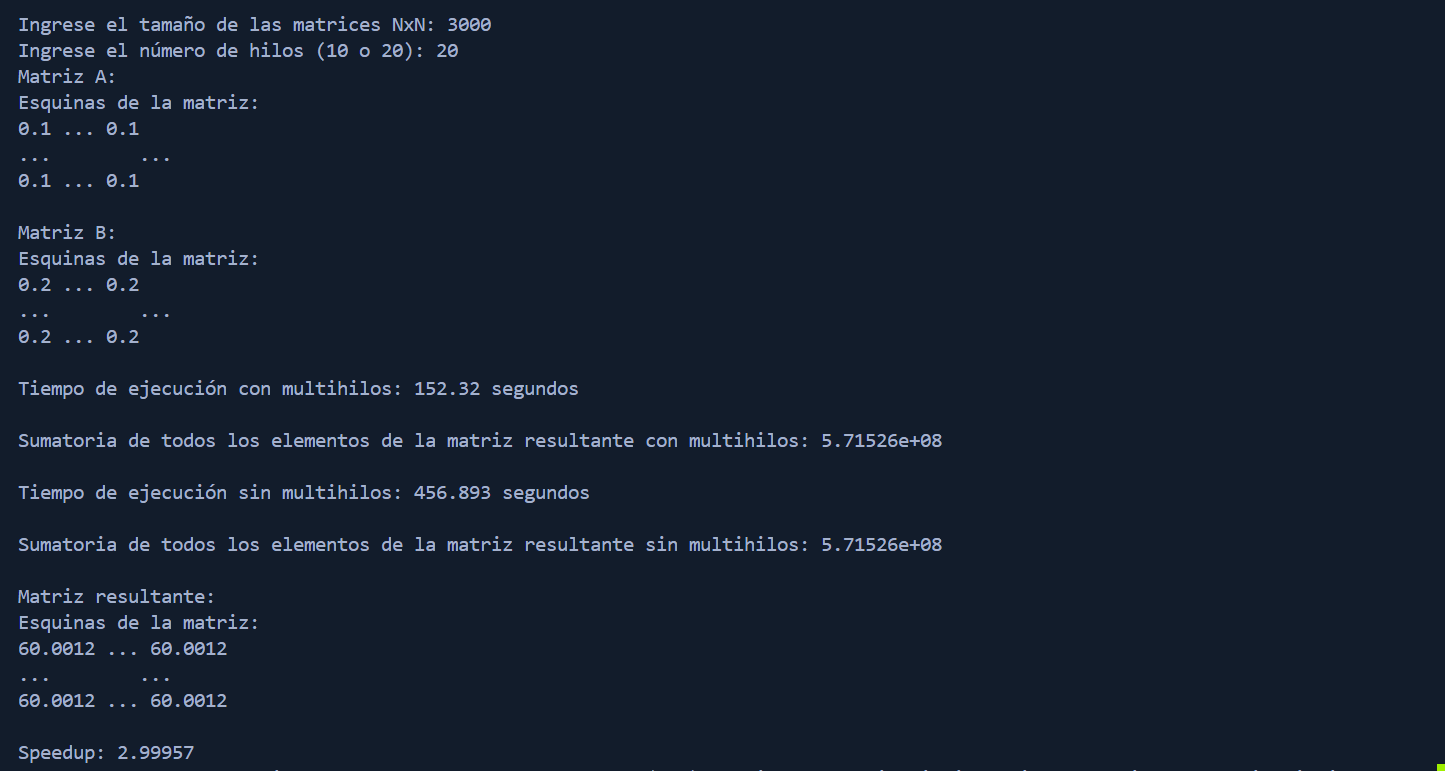 Ingrese el tamaño de las matrices NxN: 3000
Ingrese el número de hilos (10 o 20): 20
Matriz A:
Esquinas de la matriz:
0.1 ... 0.1
...        ...
0.1 ... 0.1
Matriz B:
Esquinas de la matriz:
0.2 ... 0.2
...        ...
0.2 ... 0.2
Tiempo de ejecución con multihilos: 152.32 segundos
Sumatoria de todos los elementos de la matriz resultante con multihilos: 5.71526e+08
Tiempo de ejecución sin multihilos: 456.893 segundos
Sumatoria de todos los elementos de la matriz resultante sin multihilos: 5.71526e+08
Matriz resultante:
Esquinas de la matriz:
60.0012 ... 60.0012
...        ...
60.0012 ... 60.0012
Speedup: 2.99957